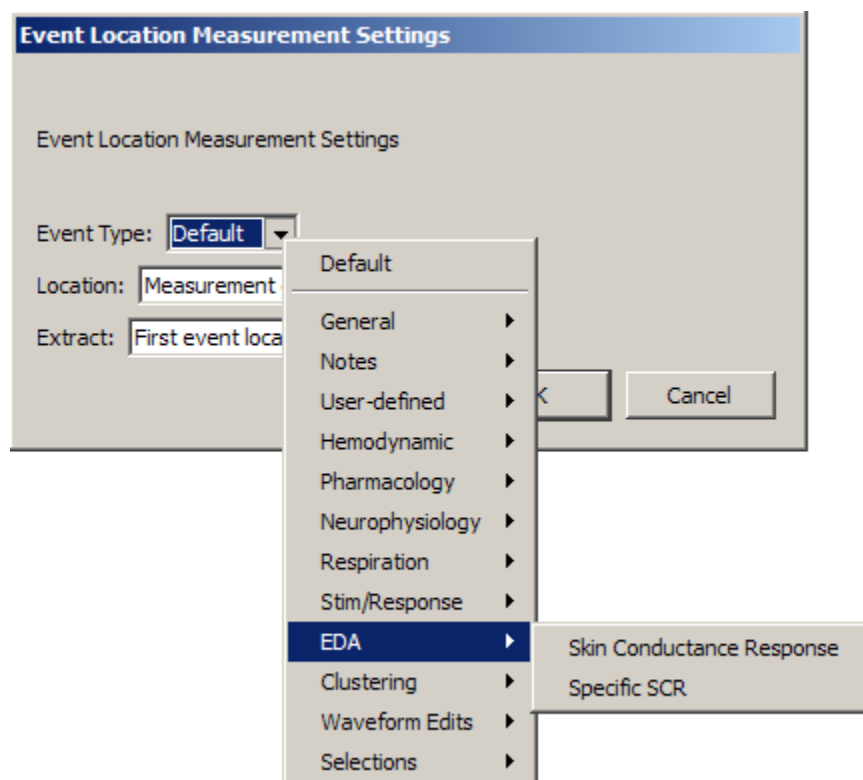 Event Location Measurement Settings
Event Location Measurement Settings
Event Type: Default
Location: Measurement
Extract: First event loca
K Cancel
Default
General
Notes
User-defined
Hemodynamic
Pharmacology
Neurophysiology
Respiration
Stim/Response
EDA
Clustering
Waveform Edits
Selections
Skin Conductance Response
Specific SCR